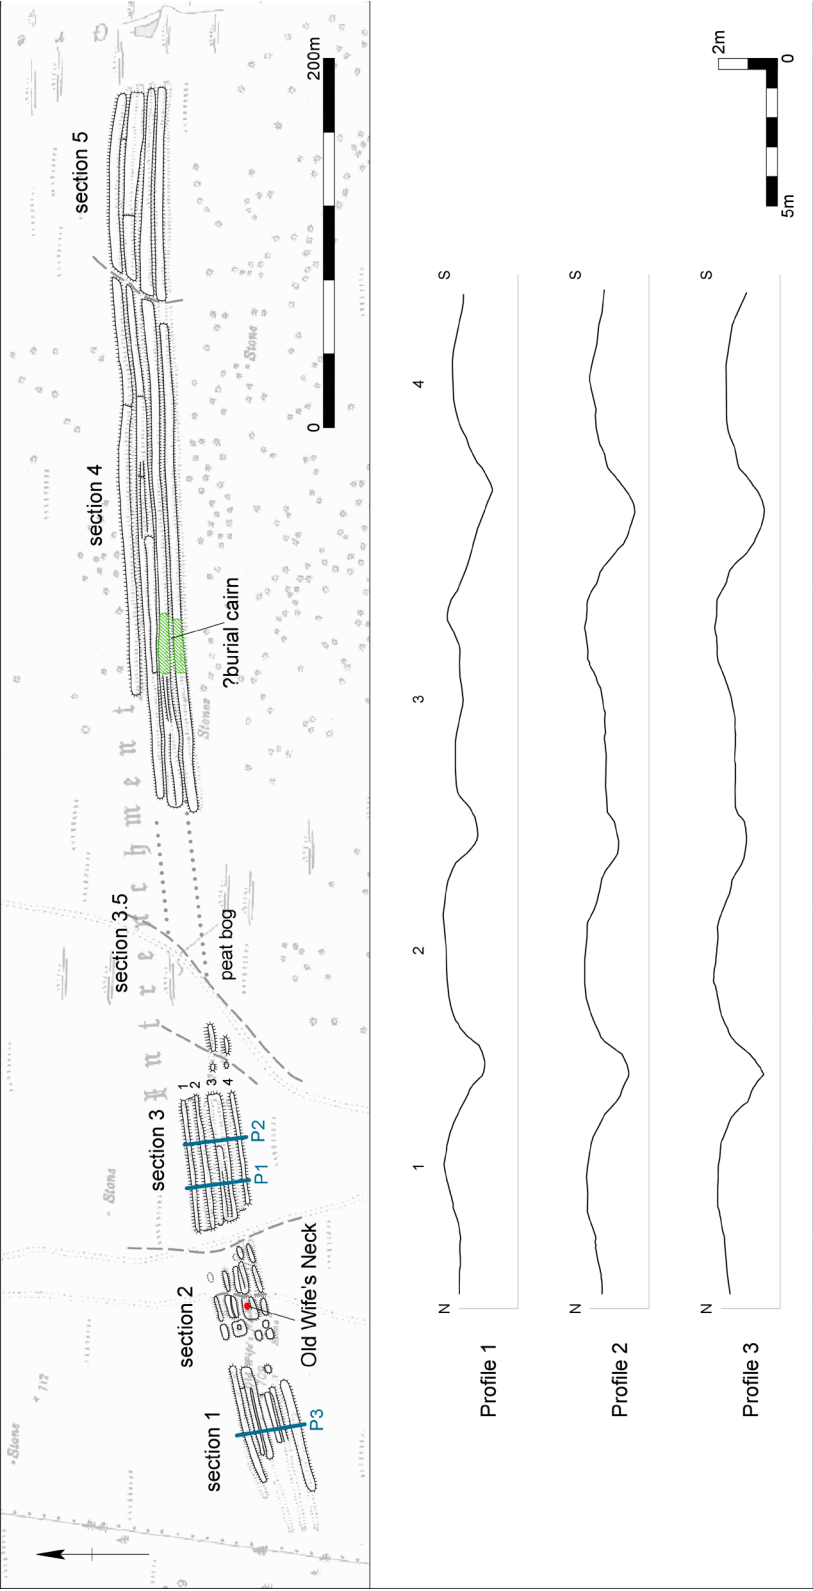 section 1
section 2
section 3
section 3.5
section 4
section 5
P3
P1
P2
1
2
3
4
Old Wife's Neck
peat bog
?burial cairn
0
200m
Stone
712
Stone
Stones
Stone
Entrenchment
N
S
1
2
3
4
Profile 1
N
S
Profile 2
N
S
Profile 3
5m
0
2m